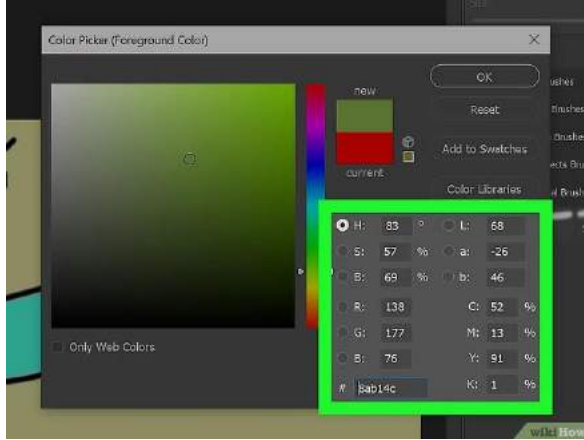 Color Picker (Foreground Color)
new
current
OK
Reset
Add to Swatches
Color Libraries
H: 83 ° L: 68
S: 57 % a: -26
B: 69 % b: 46
R: 138 C: 52 %
G: 177 M: 13 %
B: 76 Y: 91 %
# 8ab14c K: 1 %
Only Web Colors
wikiHow